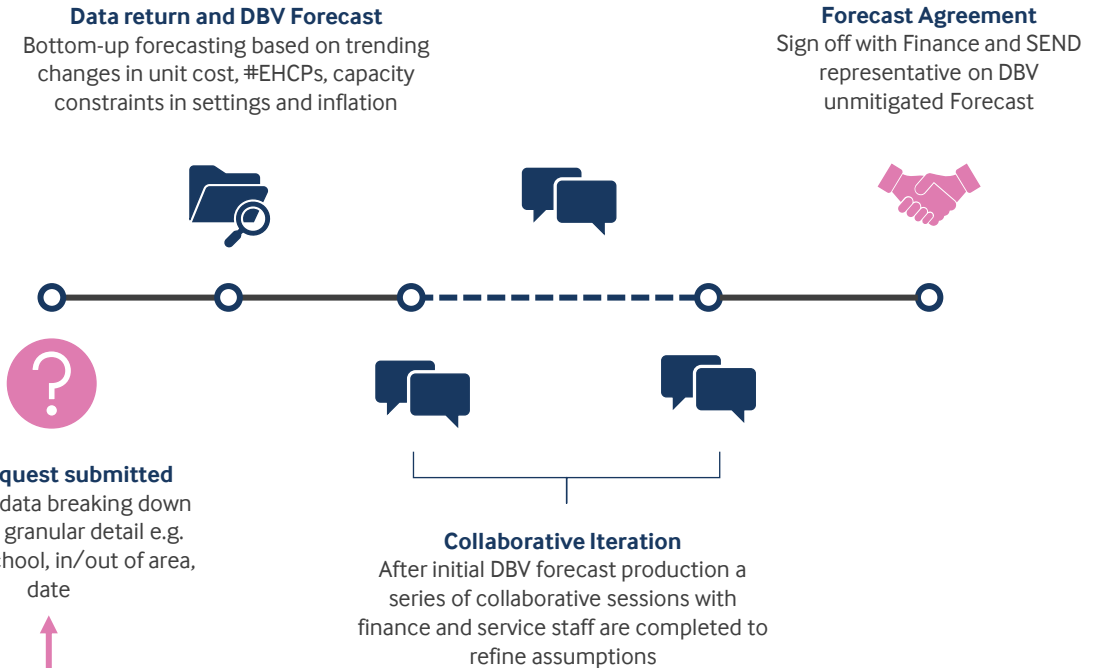 Data return and DBV Forecast
Bottom-up forecasting based on trending
changes in unit cost, #EHCPs, capacity
constraints in settings and inflation
Forecast Agreement
Sign off with Finance and SEND
representative on DBV
unmitigated Forecast
?
quest submitted
data breaking down
granular detail e.g.
hool, in/out of area,
date
Collaborative Iteration
After initial DBV forecast production a
series of collaborative sessions with
finance and service staff are completed to
refine assumptions